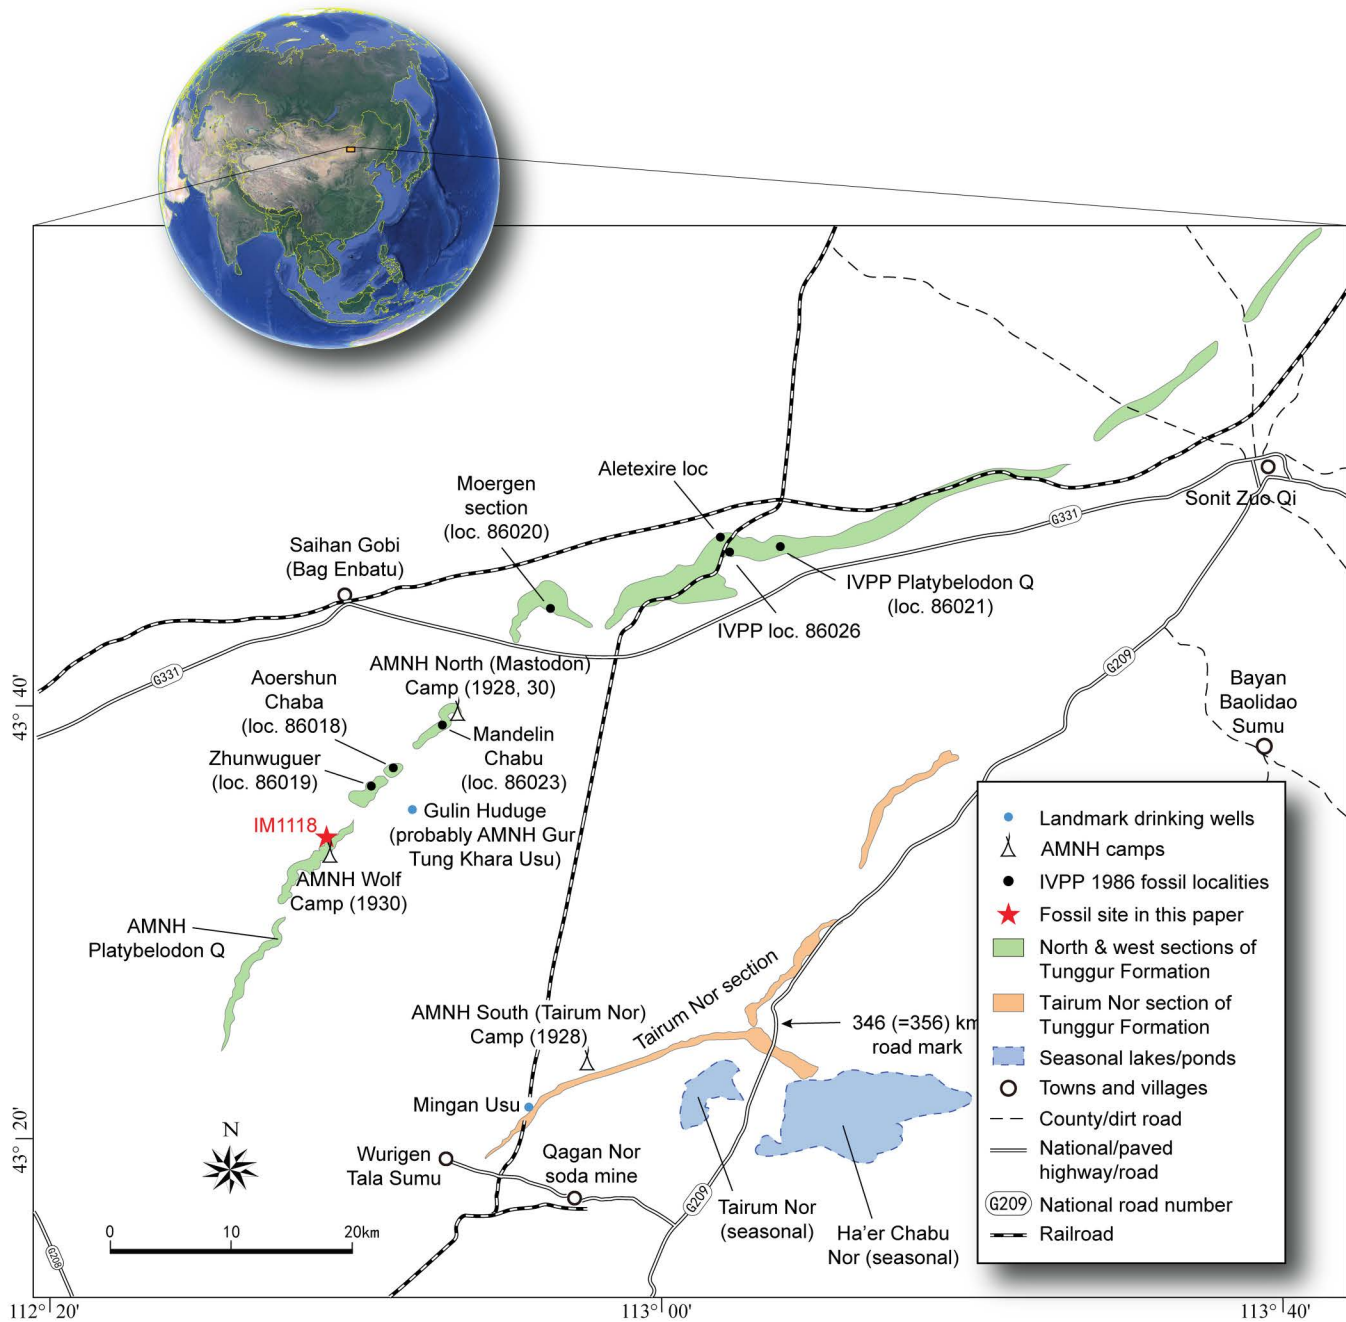 Aletexire loc
Moergen
section
(loc. 86020)
Sonit Zuo Qi
G331
Saihan Gobi
(Bag Enbatu)
IVPP Platybelodon Q
(loc. 86021)
IVPP loc. 86026
G331
AMNH North (Mastodon)
Camp (1928, 30)
G209
Aoershun
Chaba
(loc. 86018)
Bayan
Baolidao
Sumu
43° 40'
Mandelin
Chabu
(loc. 86023)
Zhunwuguer
(loc. 86019)
Gulin Huduge
(probably AMNH Gur
Tung Khara Usu)
IM1118
AMNH Wolf
Camp (1930)
AMNH
Platybelodon Q
Tairum Nor section
AMNH South (Tairum Nor)
Camp (1928)
346 (=356) km
road mark
Mingan Usu
43° 20'
N
Wurigen
Tala Sumu
Qagan Nor
soda mine
G209
Tairum Nor
(seasonal)
Ha'er Chabu
Nor (seasonal)
0 10 20km
G208
Landmark drinking wells
AMNH camps
IVPP 1986 fossil localities
Fossil site in this paper
North & west sections of
Tunggur Formation
Tairum Nor section of
Tunggur Formation
Seasonal lakes/ponds
Towns and villages
County/dirt road
National/paved
highway/road
G209 National road number
Railroad
112° 20' 113° 00' 113° 40'